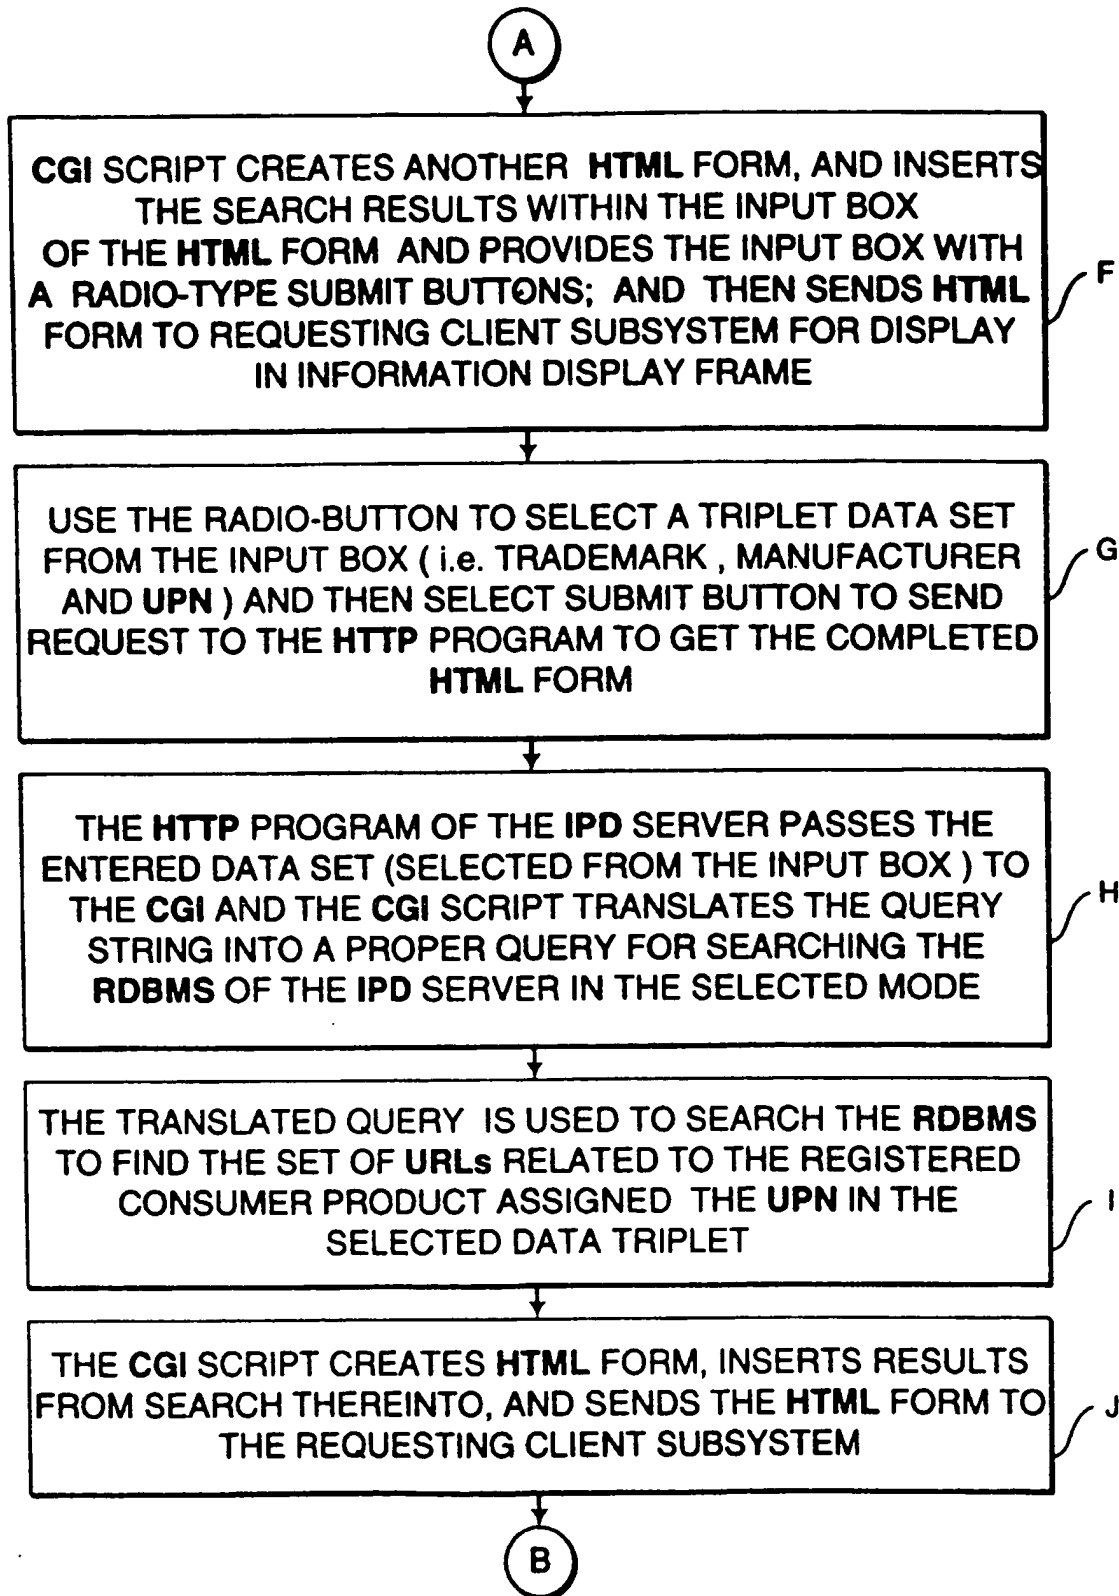 A
CGI SCRIPT CREATES ANOTHER HTML FORM, AND INSERTS
THE SEARCH RESULTS WITHIN THE INPUT BOX
OF THE HTML FORM AND PROVIDES THE INPUT BOX WITH
A RADIO-TYPE SUBMIT BUTTONS; AND THEN SENDS HTML
FORM TO REQUESTING CLIENT SUBSYSTEM FOR DISPLAY
IN INFORMATION DISPLAY FRAME
F
USE THE RADIO-BUTTON TO SELECT A TRIPLET DATA SET
FROM THE INPUT BOX ( i.e. TRADEMARK , MANUFACTURER
AND UPN ) AND THEN SELECT SUBMIT BUTTON TO SEND
REQUEST TO THE HTTP PROGRAM TO GET THE COMPLETED
HTML FORM
G
THE HTTP PROGRAM OF THE IPD SERVER PASSES THE
ENTERED DATA SET (SELECTED FROM THE INPUT BOX ) TO
THE CGI AND THE CGI SCRIPT TRANSLATES THE QUERY
STRING INTO A PROPER QUERY FOR SEARCHING THE
RDBMS OF THE IPD SERVER IN THE SELECTED MODE
H
THE TRANSLATED QUERY IS USED TO SEARCH THE RDBMS
TO FIND THE SET OF URLs RELATED TO THE REGISTERED
CONSUMER PRODUCT ASSIGNED THE UPN IN THE
SELECTED DATA TRIPLET
I
THE CGI SCRIPT CREATES HTML FORM, INSERTS RESULTS
FROM SEARCH THEREINTO, AND SENDS THE HTML FORM TO
THE REQUESTING CLIENT SUBSYSTEM
J
B